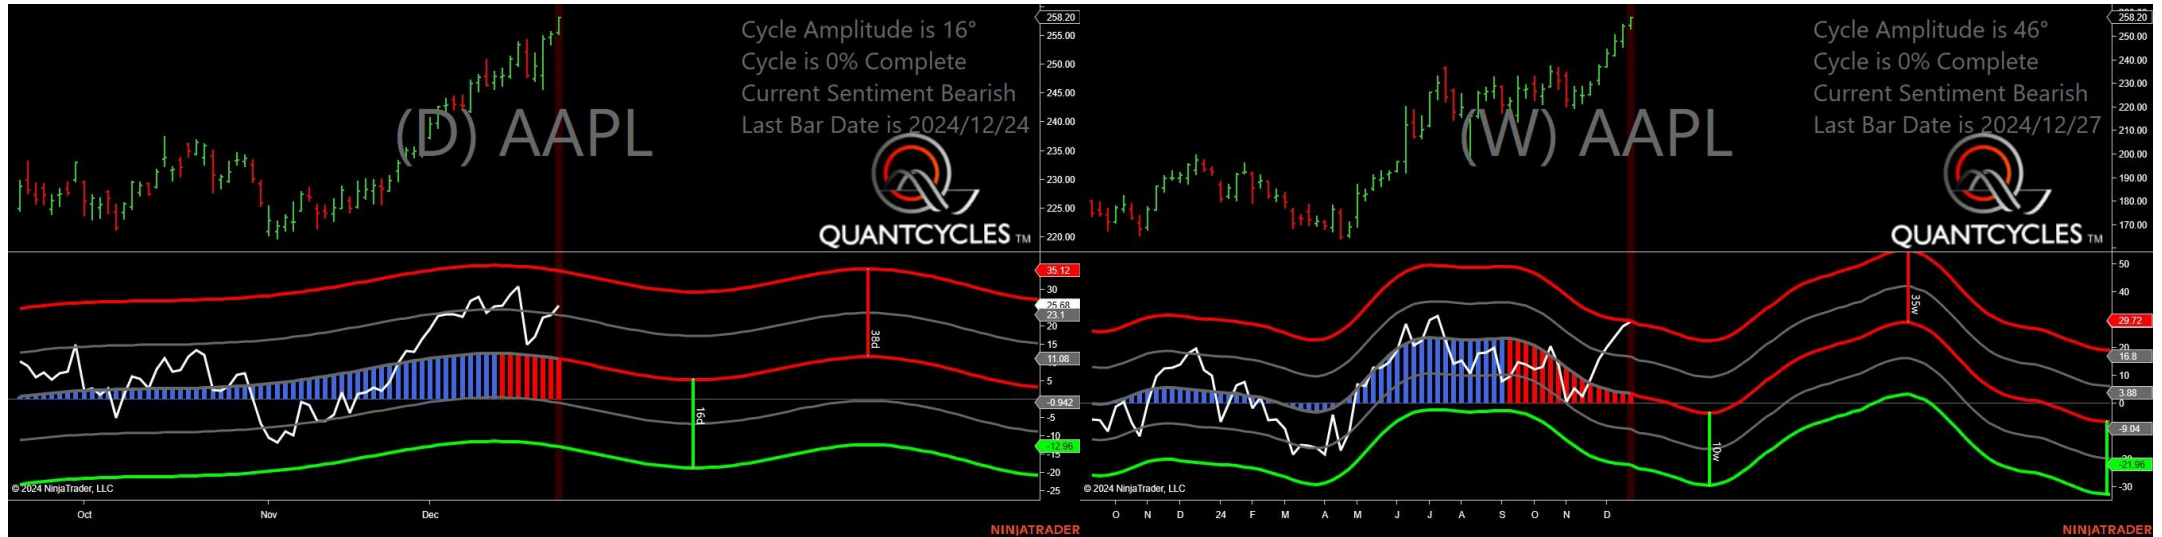 Cycle Amplitude is 16°
Cycle is 0% Complete
Current Sentiment Bearish
Last Bar Date is 2024/12/24
(D) AAPL
QUANTCYCLES TM
258.20
255.00
250.00
245.00
240.00
235.00
230.00
225.00
220.00
35.12
30
25.68
23.1
20
15
11.08
5
-0.942
-5
-10
-12.96
-15
-20
-25
38d
16d
© 2024 NinjaTrader, LLC
Oct
Nov
Dec
NINJATRADER
Cycle Amplitude is 46°
Cycle is 0% Complete
Current Sentiment Bearish
Last Bar Date is 2024/12/27
(W) AAPL
QUANTCYCLES TM
258.20
250.00
240.00
230.00
220.00
210.00
200.00
190.00
180.00
170.00
50
40
29.72
20
16.8
10
3.88
0
-9.04
-21.96
-30
35w
10w
© 2024 NinjaTrader, LLC
O N D 24 F M A M J J A S O N D
NINJATRADER